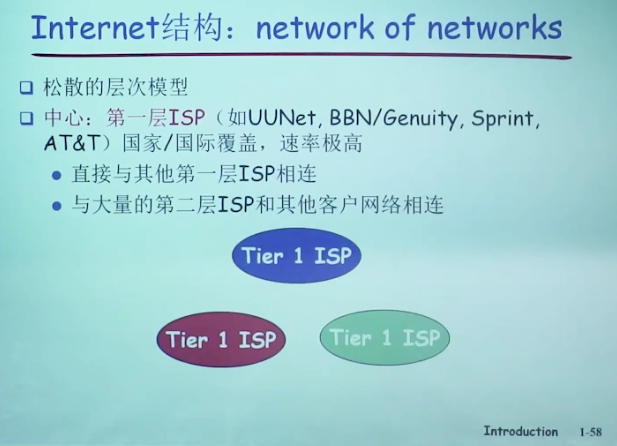 Internet结构：network of networks
松散的层次模型
中心：第一层ISP（如UUNet, BBN/Genuity, Sprint,
AT&T）国家/国际覆盖，速率极高
直接与其他第一层ISP相连
与大量的第二层ISP和其他客户网络相连
Tier 1 ISP
Tier 1 ISP
Tier 1 ISP
Introduction 1-58